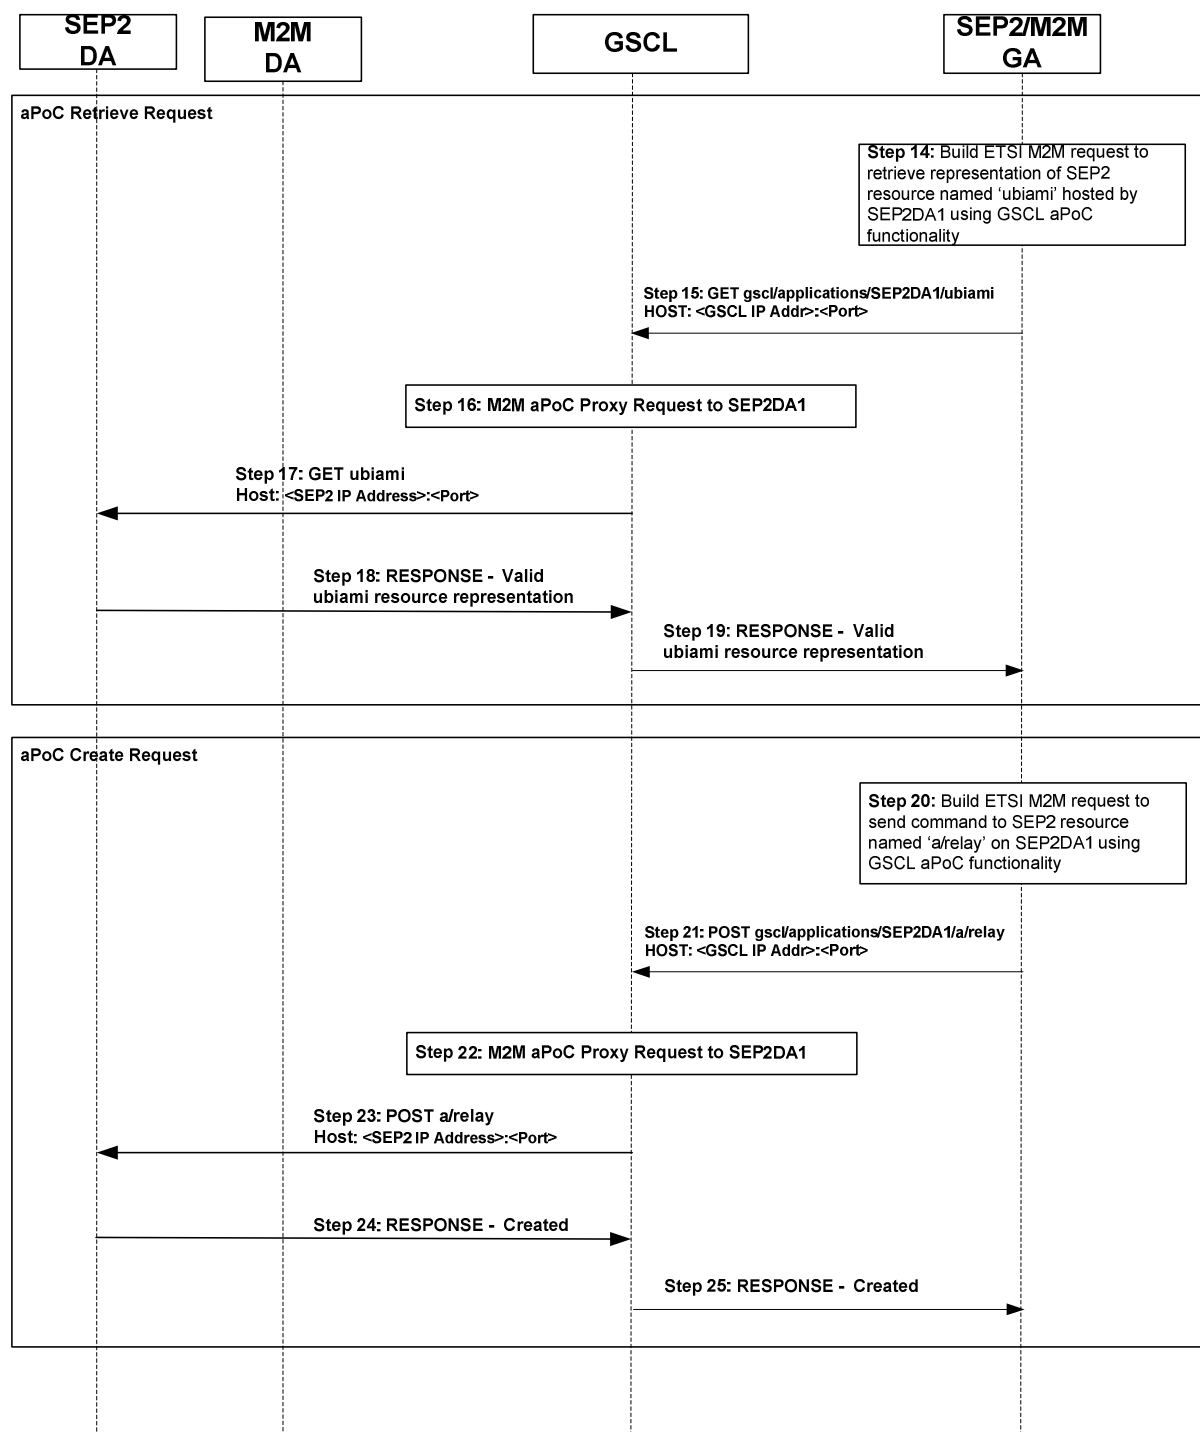 SEP2
DA
M2M
DA
GSCL
SEP2/M2M
GA
aPoC Retrieve Request
Step 14: Build ETSI M2M request to
retrieve representation of SEP2
resource named ‘ubiami’ hosted by
SEP2DA1 using GSCL aPoC
functionality
Step 15: GET gscl/applications/SEP2DA1/ubiami
HOST: <GSCL IP Addr>:<Port>
Step 16: M2M aPoC Proxy Request to SEP2DA1
Step 17: GET ubiami
Host: <SEP2 IP Address>:<Port>
Step 18: RESPONSE - Valid
ubiami resource representation
Step 19: RESPONSE - Valid
ubiami resource representation
aPoC Create Request
Step 20: Build ETSI M2M request to
send command to SEP2 resource
named ‘a/relay’ on SEP2DA1 using
GSCL aPoC functionality
Step 21: POST gscl/applications/SEP2DA1/a/relay
HOST: <GSCL IP Addr>:<Port>
Step 22: M2M aPoC Proxy Request to SEP2DA1
Step 23: POST a/relay
Host: <SEP2 IP Address>:<Port>
Step 24: RESPONSE - Created
Step 25: RESPONSE - Created